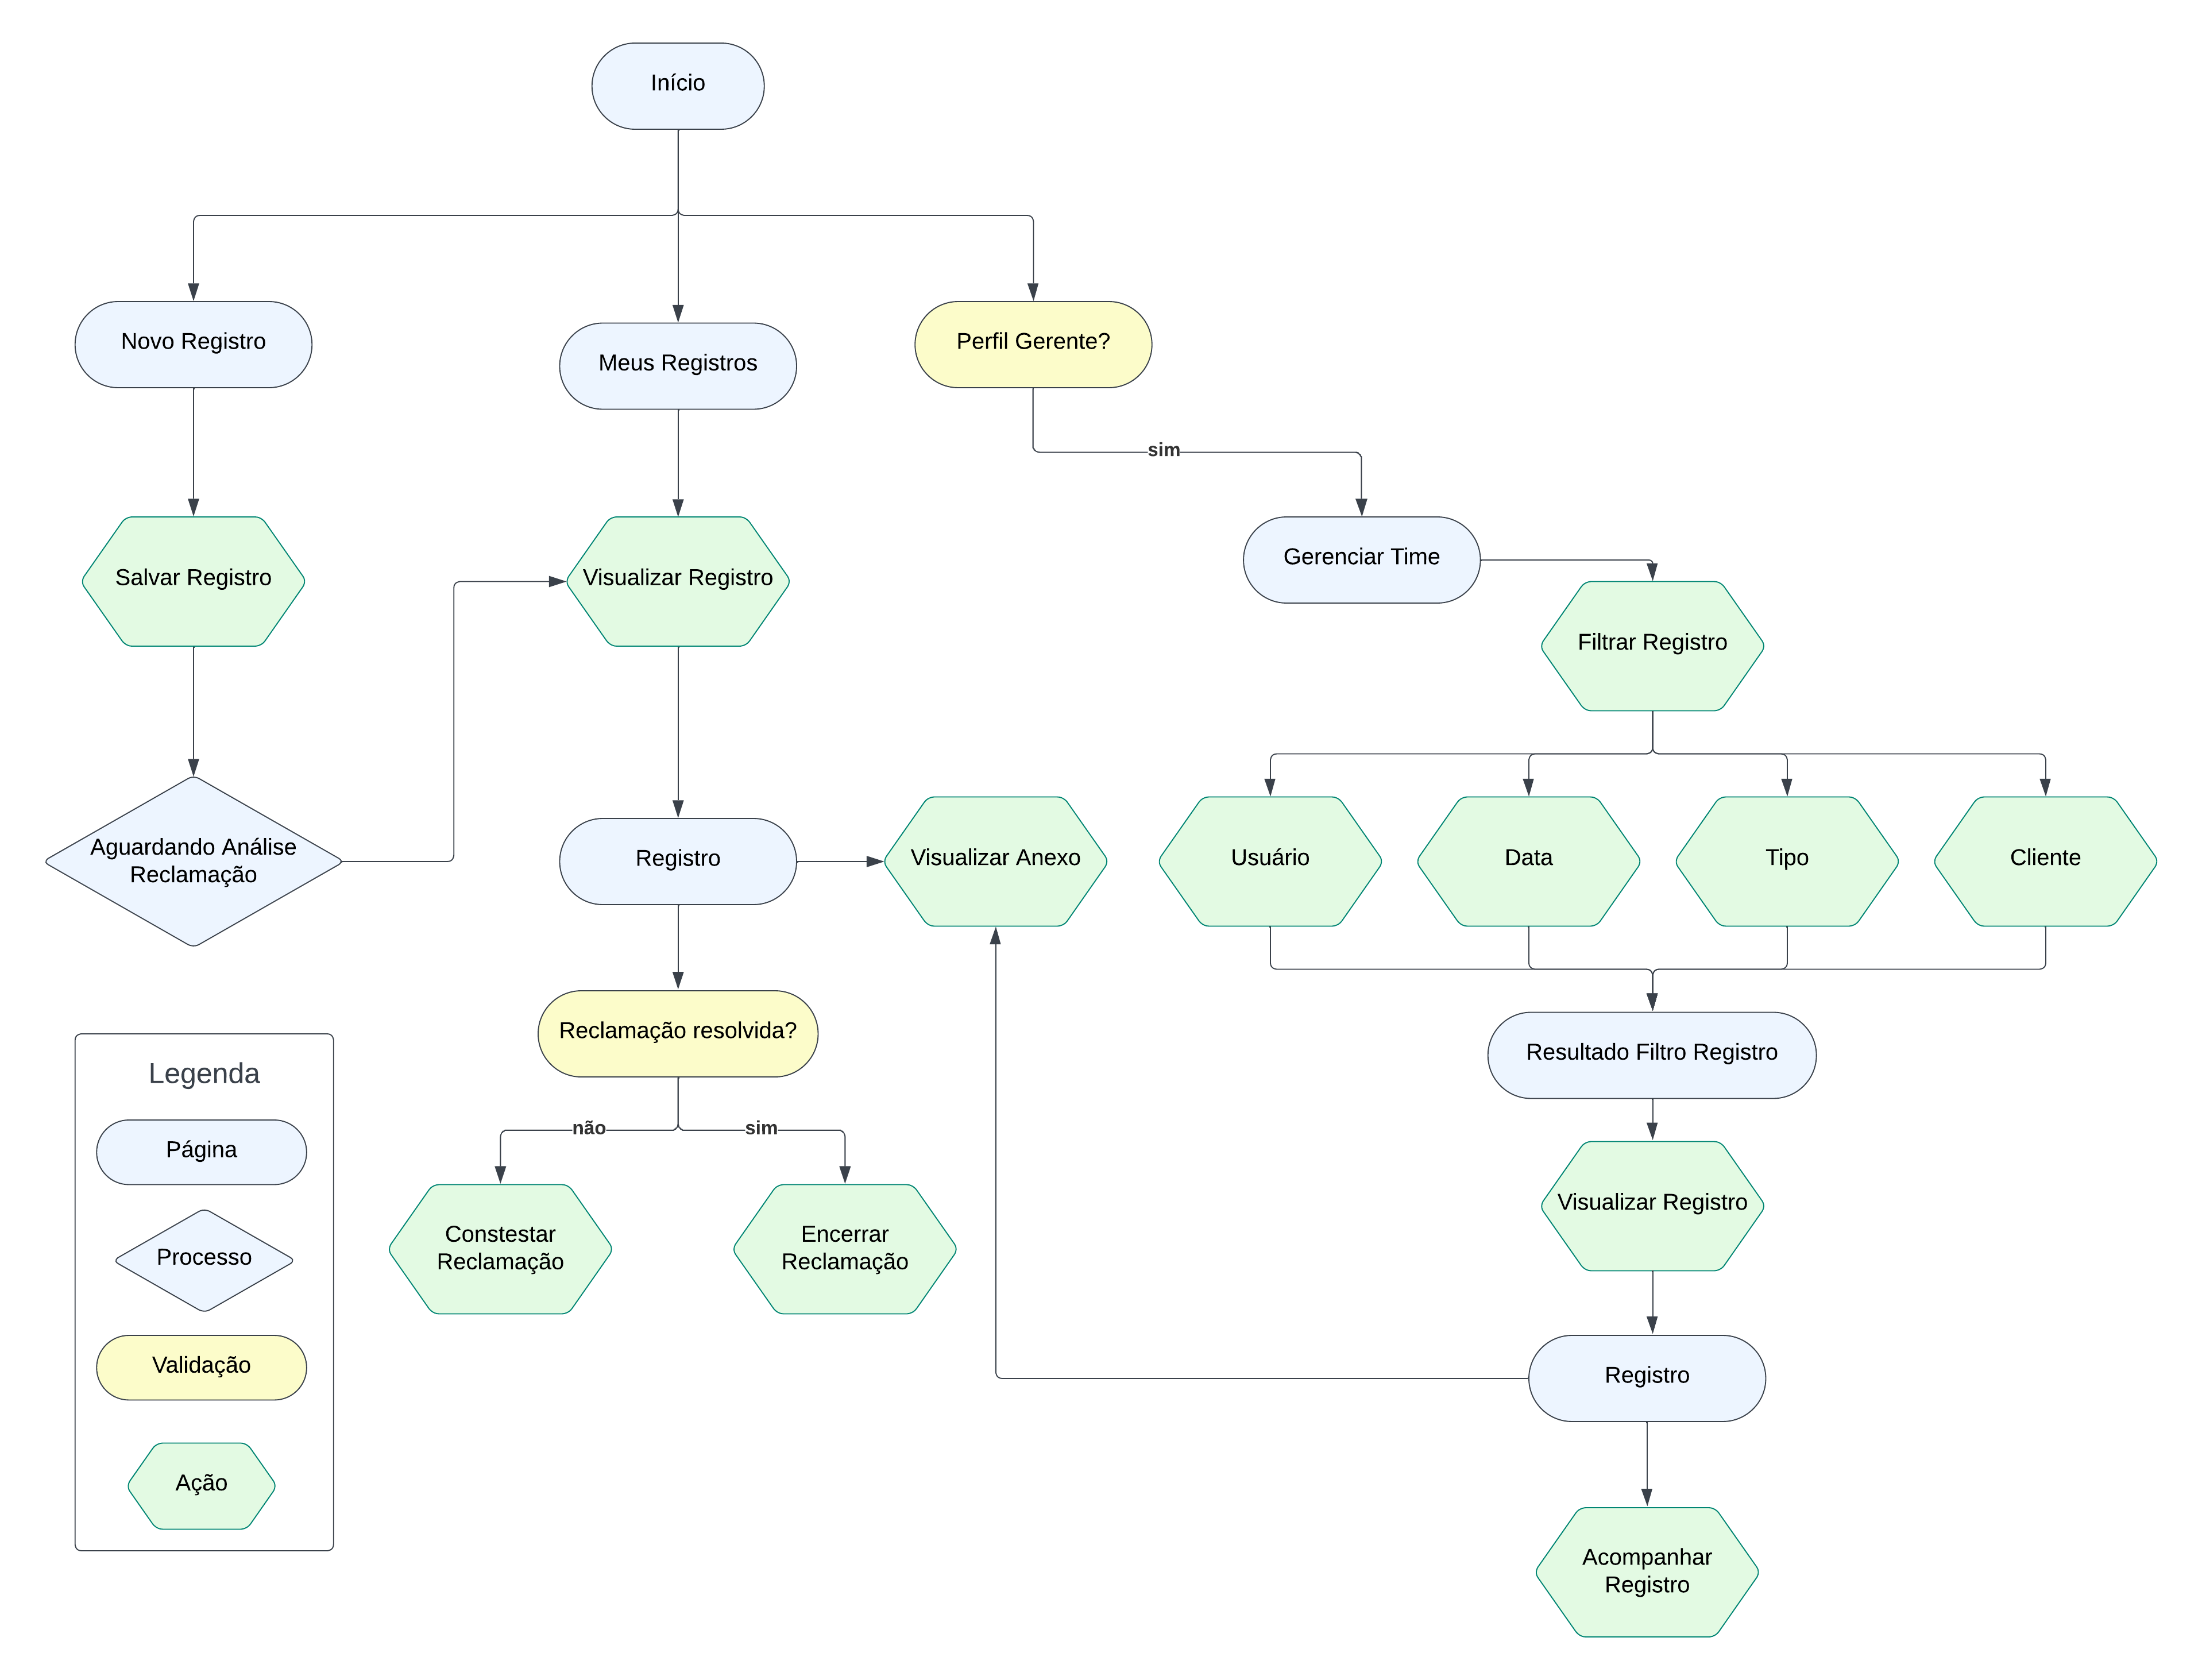 Início
Novo Registro
Meus Registros
Perfil Gerente?
sim
Gerenciar Time
Salvar Registro
Visualizar Registro
Filtrar Registro
Aguardando Análise
Reclamação
Registro
Visualizar Anexo
Usuário
Data
Tipo
Cliente
Reclamação resolvida?
Resultado Filtro Registro
não
sim
Constestar
Reclamação
Encerrar
Reclamação
Visualizar Registro
Registro
Acompanhar
Registro
Legenda
Página
Processo
Validação
Ação